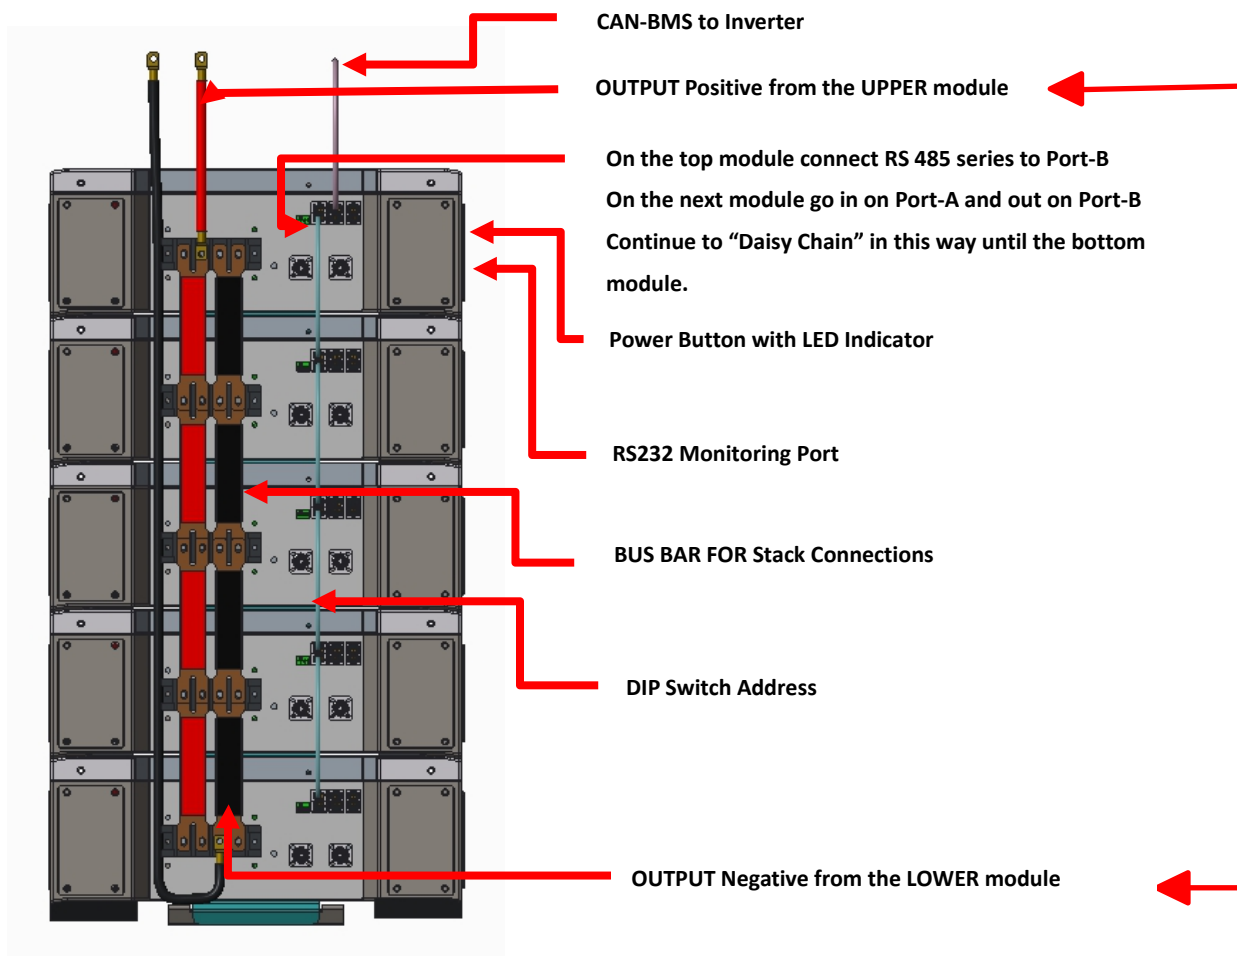 CAN-BMS to Inverter
OUTPUT Positive from the UPPER module
On the top module connect RS 485 series to Port-B
On the next module go in on Port-A and out on Port-B
Continue to “Daisy Chain” in this way until the bottom
module.
Power Button with LED Indicator
RS232 Monitoring Port
BUS BAR FOR Stack Connections
DIP Switch Address
OUTPUT Negative from the LOWER module